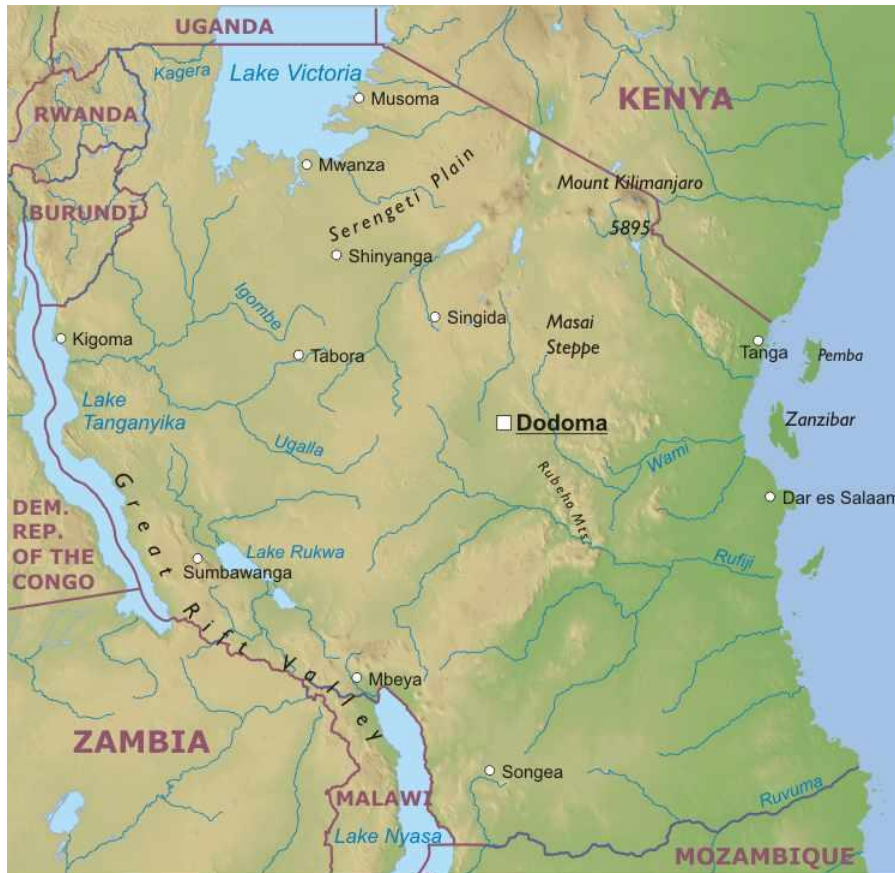 UGANDA
Kagera
Lake Victoria
Musoma
KENYA
RWANDA
Mwanza
Serengeti Plain
Mount Kilimanjaro
5895
BURUNDI
Shinyanga
Igombe
Singida
Masai
Steppe
Kigoma
Tabora
Tanga
Pemba
Lake
Tanganyika
Dodoma
Zanzibar
Ugalla
Wami
Great Rift Valley
Rubeho Mts.
Dar es Salaam
DEM.
REP.
OF THE
CONGO
Lake Rukwa
Rufiji
Sumbawanga
Mbeya
ZAMBIA
Songea
MALAWI
Ruvuma
Lake Nyasa
MOZAMBIQUE